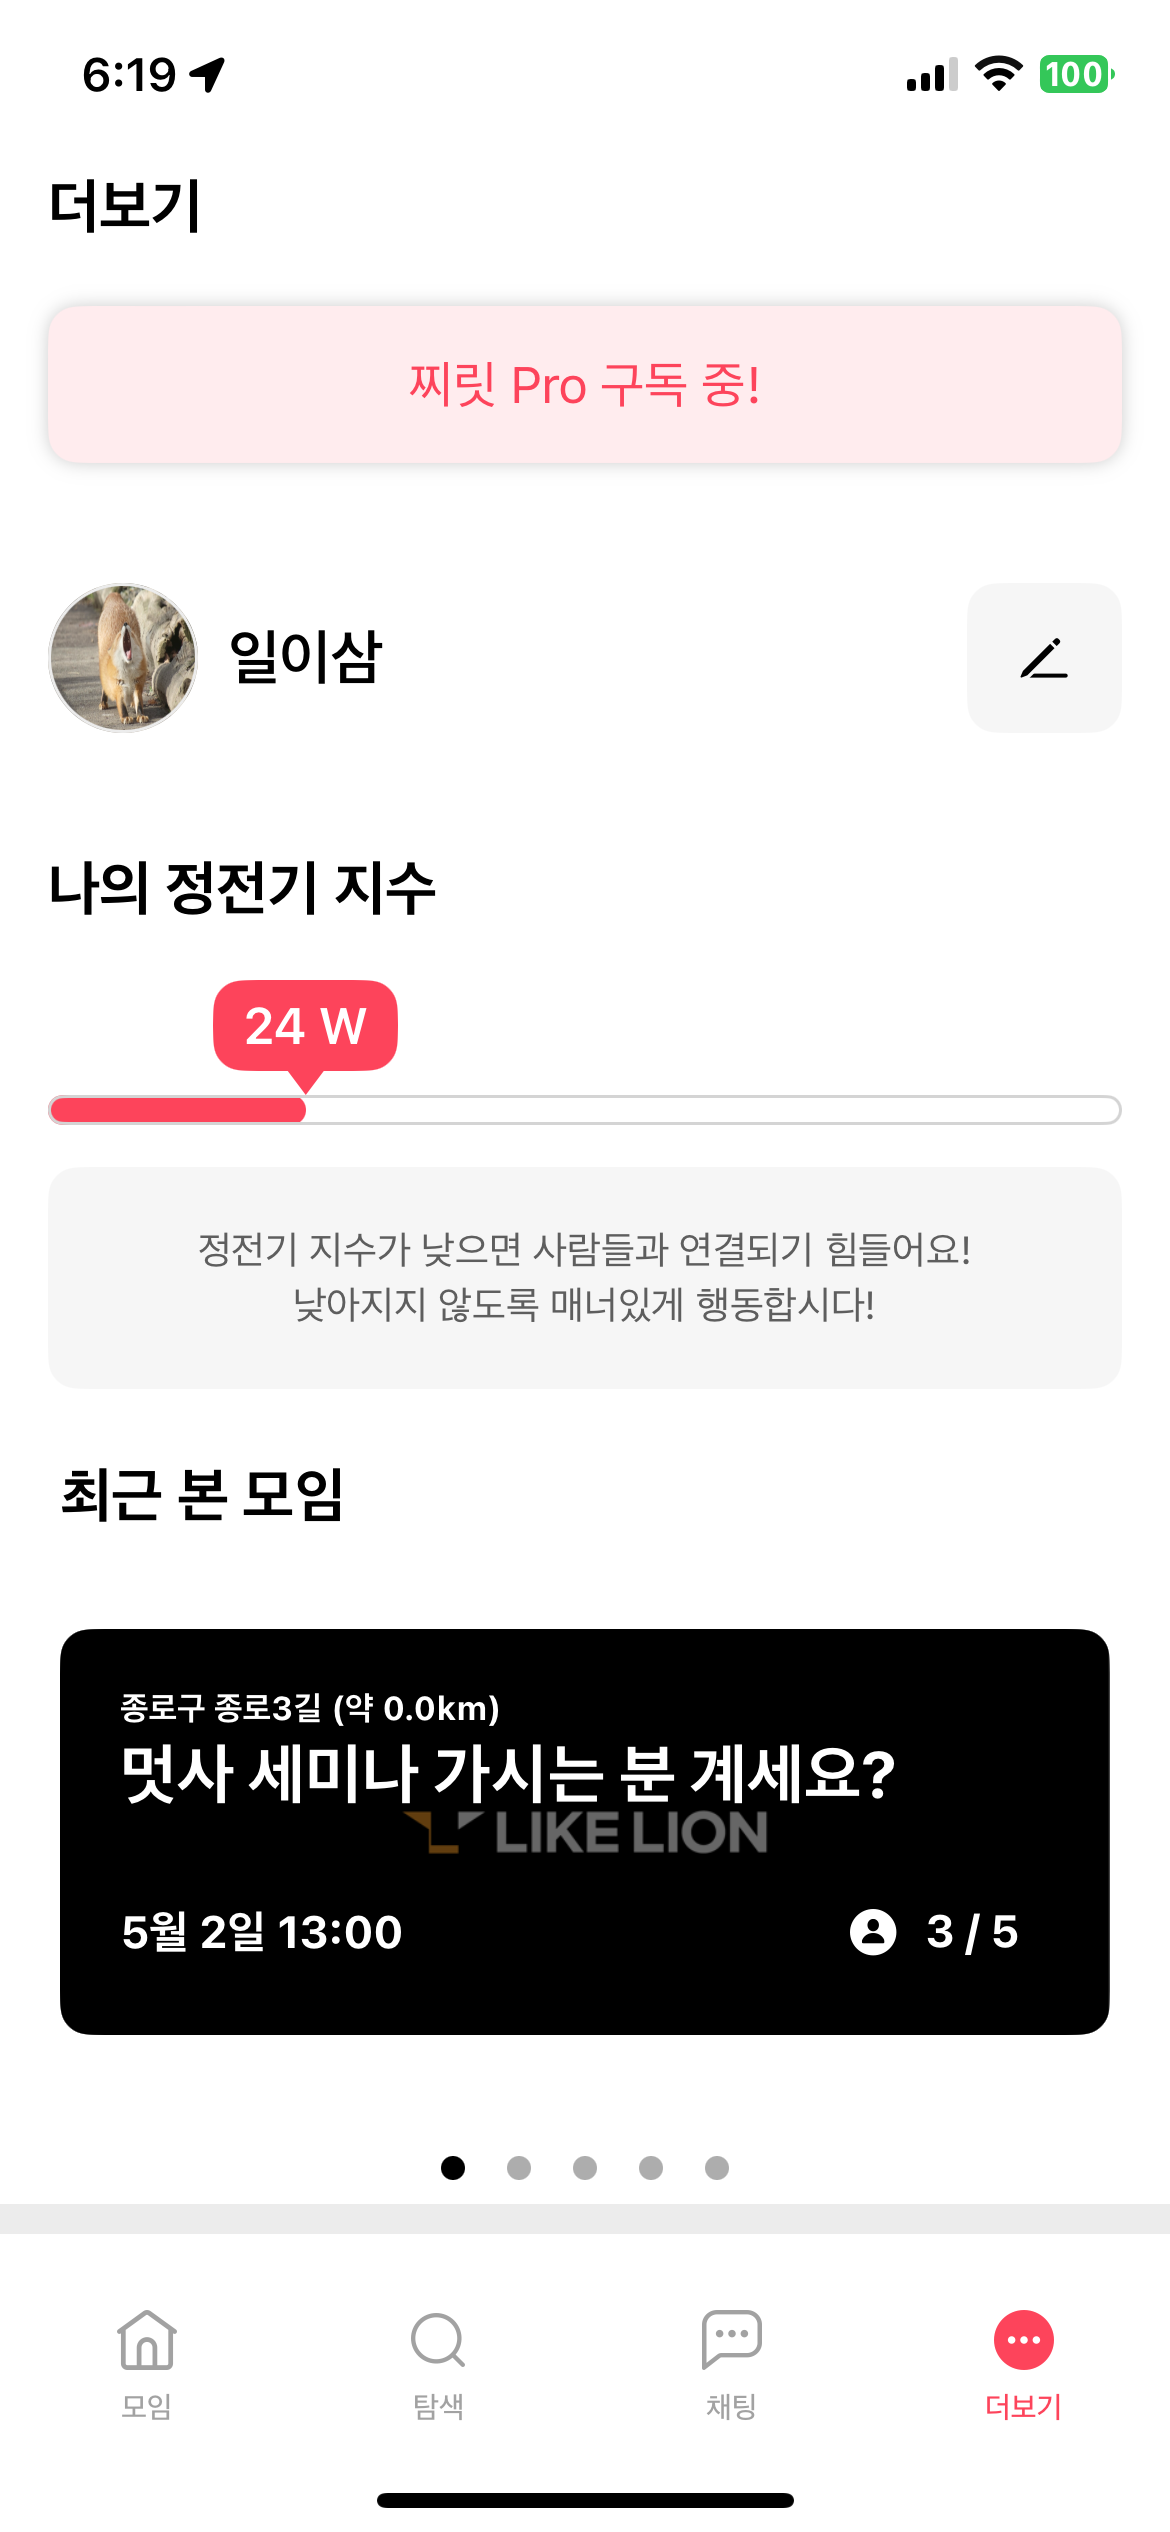 6:19
100
더보기
찌릿 Pro 구독 중!
일이삼
나의 정전기 지수
24 W
정전기 지수가 낮으면 사람들과 연결되기 힘들어요!
낮아지지 않도록 매너있게 행동합시다!
최근 본 모임
종로구 종로3길 (약 0.0km)
멋사 세미나 가시는 분 계세요?
LIKE LION
5월 2일 13:00
3 / 5
모임
탐색
채팅
더보기